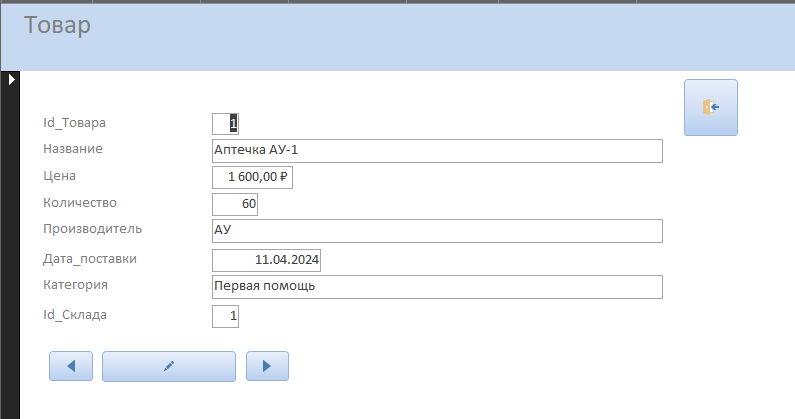 Товар
Id_Товара 1
Название Аптечка АУ-1
Цена 1 600,00 ₽
Количество 60
Производитель АУ
Дата_поставки 11.04.2024
Категория Первая помощь
Id_Склада 1